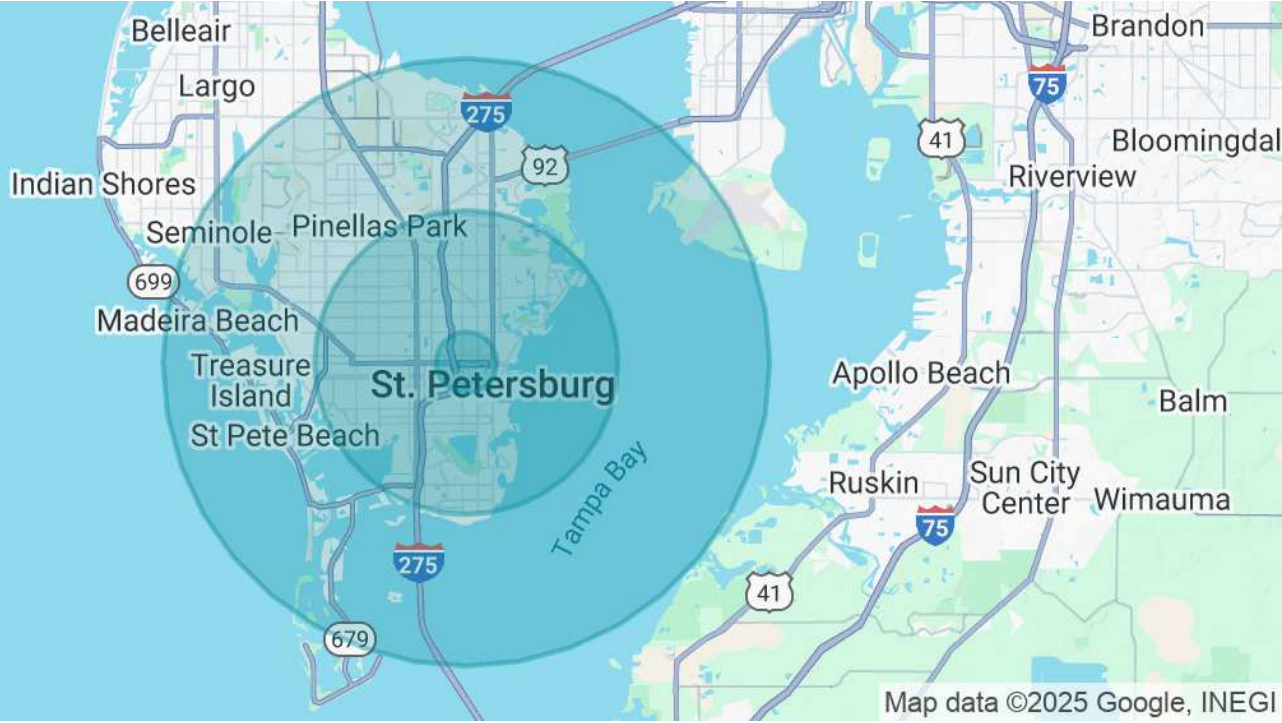 Belleair
Brandon
Largo
75
275
41
Bloomingdal
92
Indian Shores
Riverview
Seminole
Pinellas Park
699
Madeira Beach
Treasure
Island
St. Petersburg
Apollo Beach
Balm
St Pete Beach
Tampa Bay
Ruskin
Sun City
Center
Wimauma
75
275
41
679
Map data ©2025 Google, INEGI